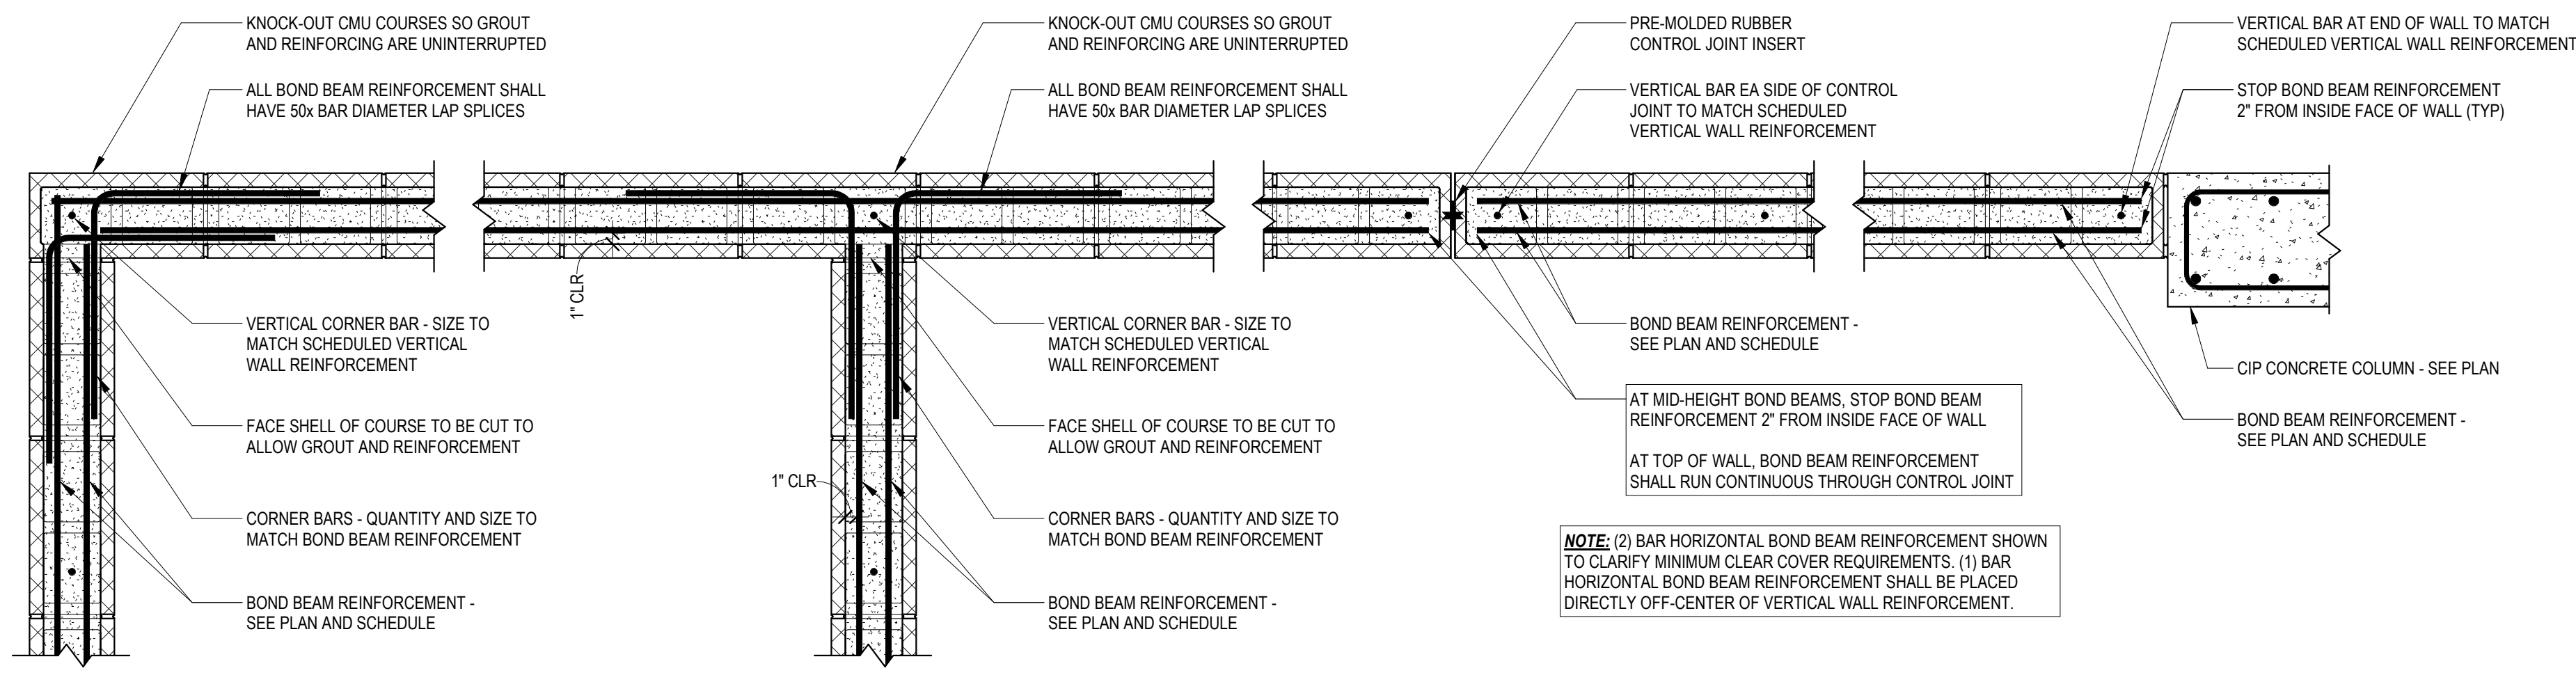 KNOCK-OUT CMU COURSES SO GROUT
AND REINFORCING ARE UNINTERRUPTED
ALL BOND BEAM REINFORCEMENT SHALL
HAVE 50x BAR DIAMETER LAP SPLICES
VERTICAL CORNER BAR - SIZE TO
MATCH SCHEDULED VERTICAL
WALL REINFORCEMENT
FACE SHELL OF COURSE TO BE CUT TO
ALLOW GROUT AND REINFORCEMENT
CORNER BARS - QUANTITY AND SIZE TO
MATCH BOND BEAM REINFORCEMENT
BOND BEAM REINFORCEMENT -
SEE PLAN AND SCHEDULE
1" CLR
KNOCK-OUT CMU COURSES SO GROUT
AND REINFORCING ARE UNINTERRUPTED
ALL BOND BEAM REINFORCEMENT SHALL
HAVE 50x BAR DIAMETER LAP SPLICES
VERTICAL CORNER BAR - SIZE TO
MATCH SCHEDULED VERTICAL
WALL REINFORCEMENT
FACE SHELL OF COURSE TO BE CUT TO
ALLOW GROUT AND REINFORCEMENT
1" CLR
CORNER BARS - QUANTITY AND SIZE TO
MATCH BOND BEAM REINFORCEMENT
BOND BEAM REINFORCEMENT -
SEE PLAN AND SCHEDULE
PRE-MOLDED RUBBER
CONTROL JOINT INSERT
VERTICAL BAR EA SIDE OF CONTROL
JOINT TO MATCH SCHEDULED
VERTICAL WALL REINFORCEMENT
BOND BEAM REINFORCEMENT -
SEE PLAN AND SCHEDULE
AT MID-HEIGHT BOND BEAMS, STOP BOND BEAM
REINFORCEMENT 2" FROM INSIDE FACE OF WALL
AT TOP OF WALL, BOND BEAM REINFORCEMENT
SHALL RUN CONTINUOUS THROUGH CONTROL JOINT
NOTE: (2) BAR HORIZONTAL BOND BEAM REINFORCEMENT SHOWN
TO CLARIFY MINIMUM CLEAR COVER REQUIREMENTS. (1) BAR
HORIZONTAL BOND BEAM REINFORCEMENT SHALL BE PLACED
DIRECTLY OFF-CENTER OF VERTICAL WALL REINFORCEMENT.
VERTICAL BAR AT END OF WALL TO MATCH
SCHEDULED VERTICAL WALL REINFORCEMENT
STOP BOND BEAM REINFORCEMENT
2" FROM INSIDE FACE OF WALL (TYP)
CIP CONCRETE COLUMN - SEE PLAN
BOND BEAM REINFORCEMENT -
SEE PLAN AND SCHEDULE